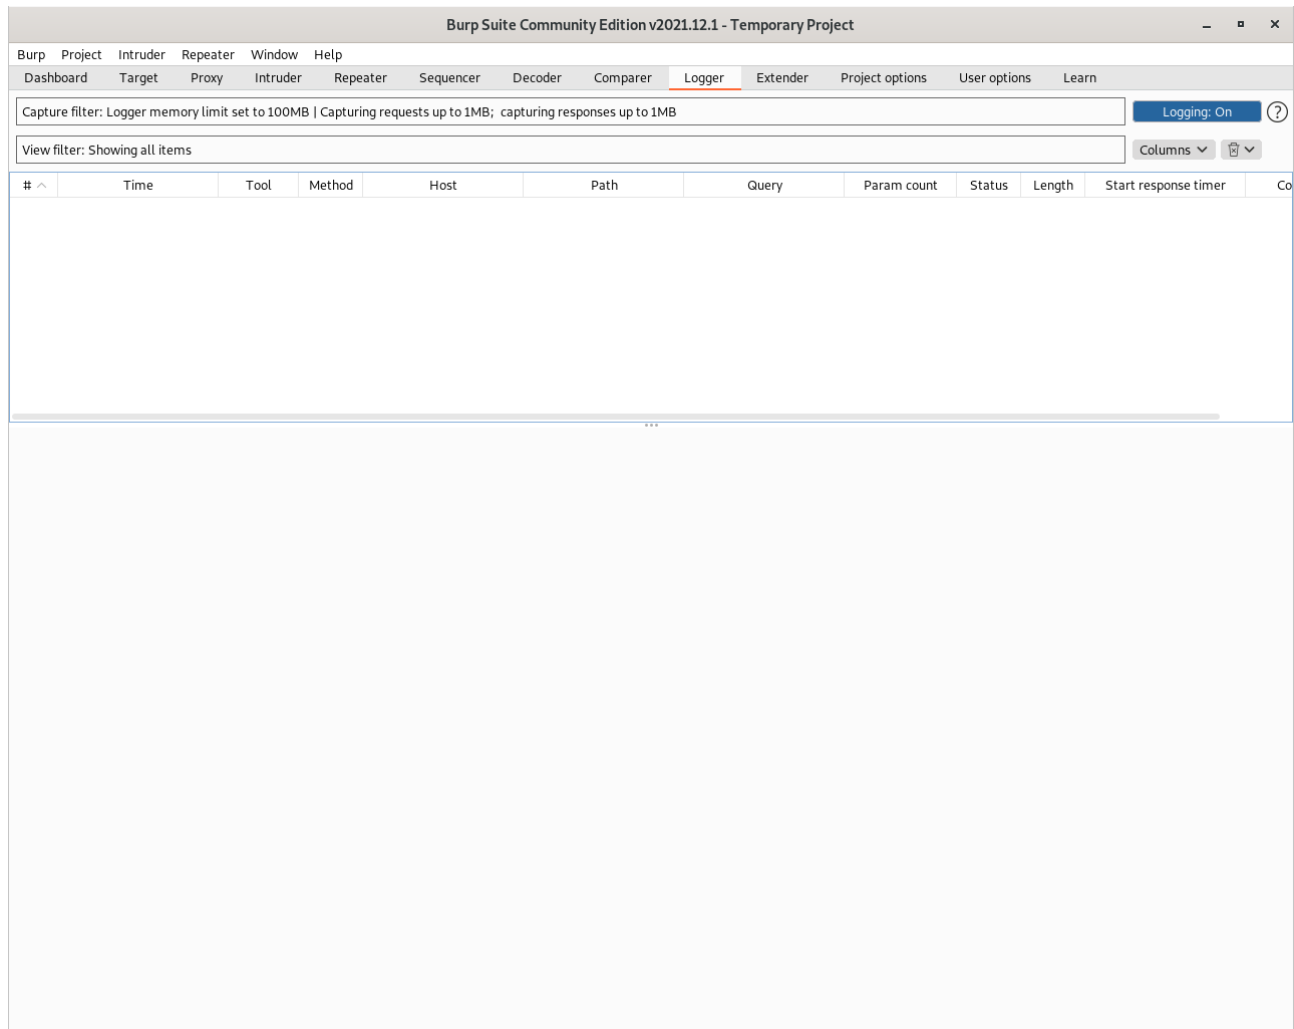 Burp Suite Community Edition v2021.12.1 - Temporary Project
Burp Project Intruder Repeater Window Help
Dashboard Target Proxy Intruder Repeater Sequencer Decoder Comparer Logger Extender Project options User options Learn
Capture filter: Logger memory limit set to 100MB | Capturing requests up to 1MB;  capturing responses up to 1MB
Logging: On ?
View filter: Showing all items
Columns
# Time Tool Method Host Path Query Param count Status Length Start response timer Co